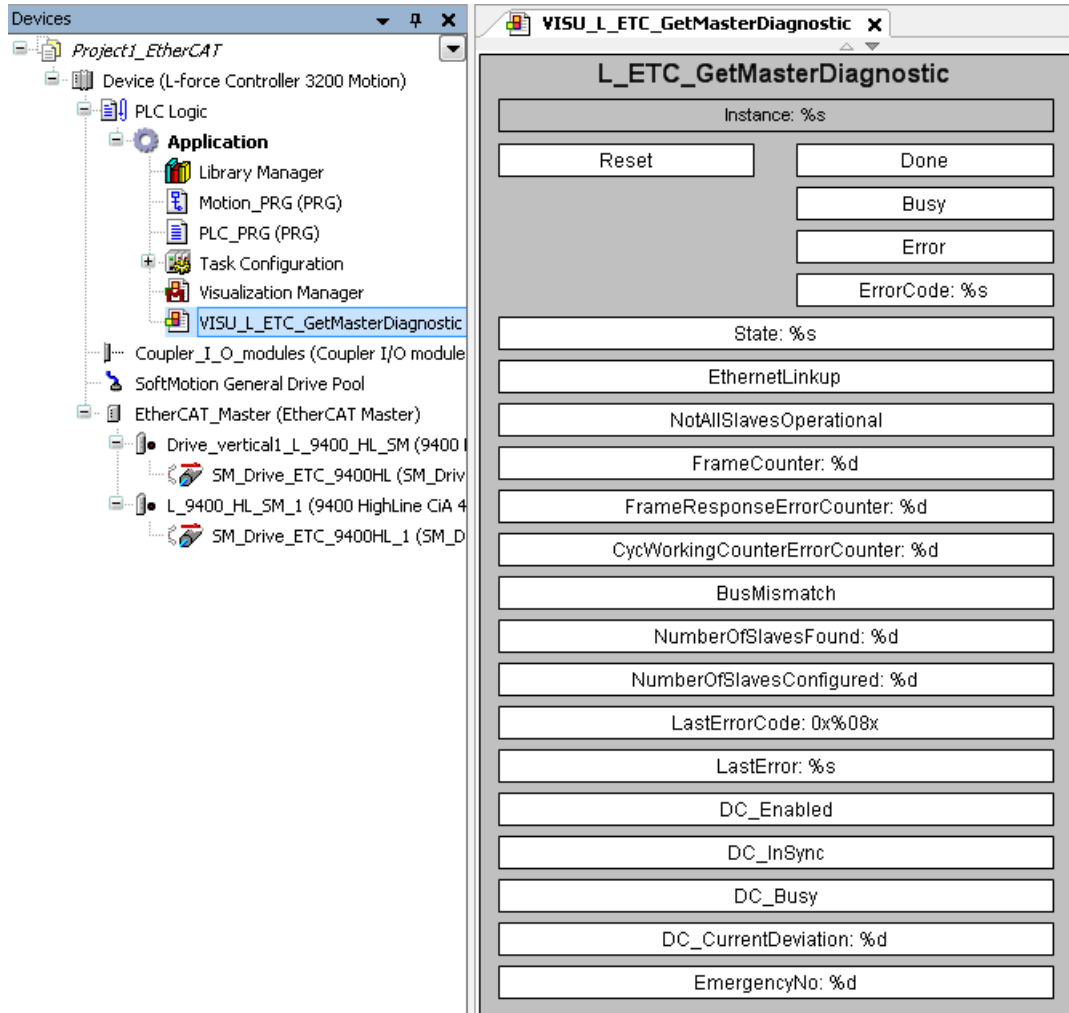 Devices
Project1_EtherCAT
Device (L-force Controller 3200 Motion)
PLC Logic
Application
Library Manager
Motion_PRG (PRG)
PLC_PRG (PRG)
Task Configuration
Visualization Manager
VISU_L_ETC_GetMasterDiagnostic
Coupler_I_O_modules (Coupler I/O module
SoftMotion General Drive Pool
EtherCAT_Master (EtherCAT Master)
Drive_vertical1_L_9400_HL_SM (9400
SM_Drive_ETC_9400HL (SM_Driv
L_9400_HL_SM_1 (9400 HighLine CiA 4
SM_Drive_ETC_9400HL_1 (SM_D
VISU_L_ETC_GetMasterDiagnostic
L_ETC_GetMasterDiagnostic
Instance: %s
Reset
Done
Busy
Error
ErrorCode: %s
State: %s
EthernetLinkup
NotAllSlavesOperational
FrameCounter: %d
FrameResponseErrorCounter: %d
CycWorkingCounterErrorCounter: %d
BusMismatch
NumberOfSlavesFound: %d
NumberOfSlavesConfigured: %d
LastErrorCode: 0x%08x
LastError: %s
DC_Enabled
DC_InSync
DC_Busy
DC_CurrentDeviation: %d
EmergencyNo: %d